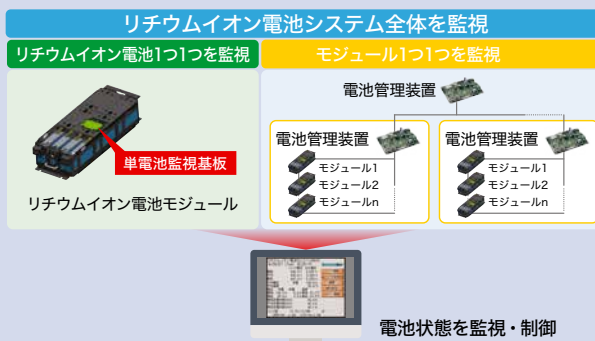 リチウムイオン電池システム全体を監視
リチウムイオン電池1つ1つを監視
モジュール1つ1つを監視
単電池監視基板
リチウムイオン電池モジュール
電池管理装置
電池管理装置
モジュール1
モジュール2
モジュールn
電池管理装置
モジュール1
モジュール2
モジュールn
電池状態を監視・制御